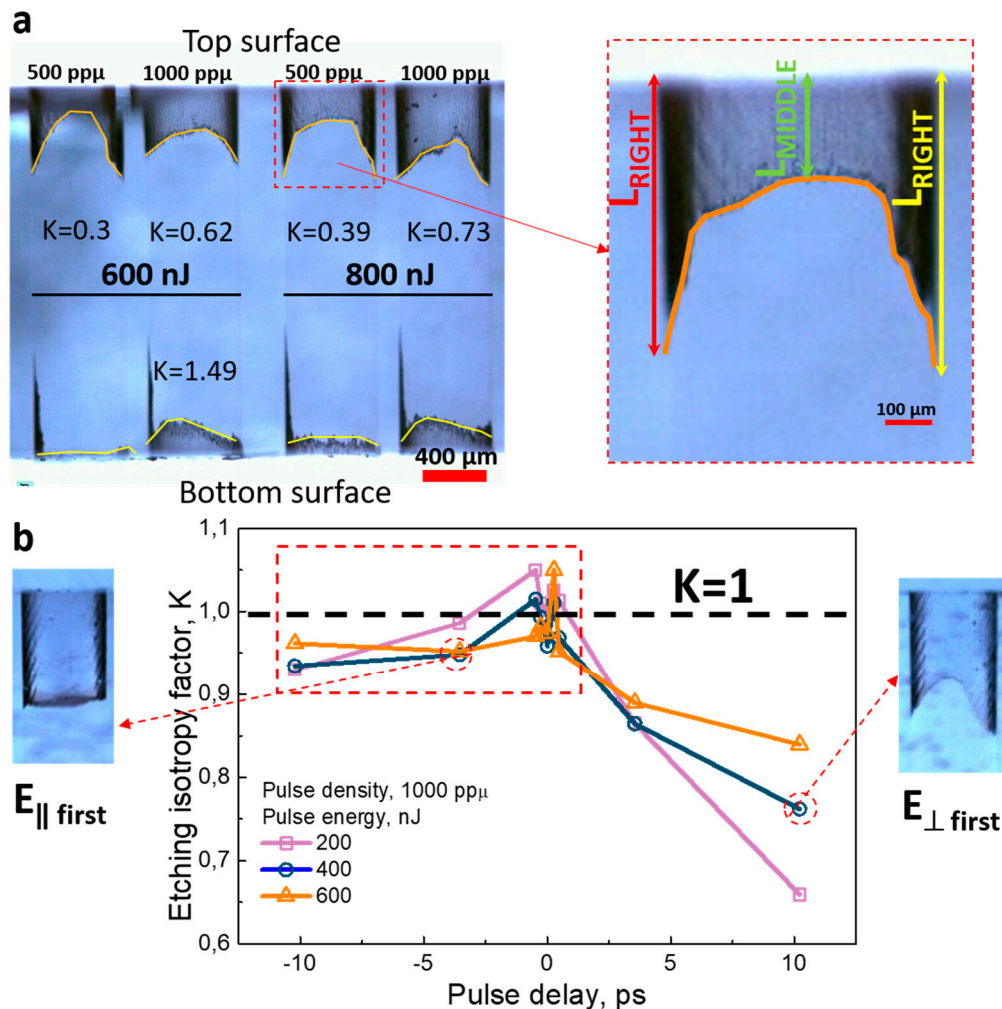 a
Top surface
500 ppμ 1000 ppμ 500 ppμ 1000 ppμ
K=0.3 K=0.62 K=0.39 K=0.73
600 nJ 800 nJ
K=1.49
400 μm
Bottom surface
L RIGHT
L MIDDLE
L RIGHT
100 μm
b
E∥ first
Etching isotropy factor, K
1,1
1,0
0,9
0,8
0,7
0,6
K=1
Pulse density, 1000 ppμ
Pulse energy, nJ
200
400
600
-10 -5 0 5 10
Pulse delay, ps
E⊥ first